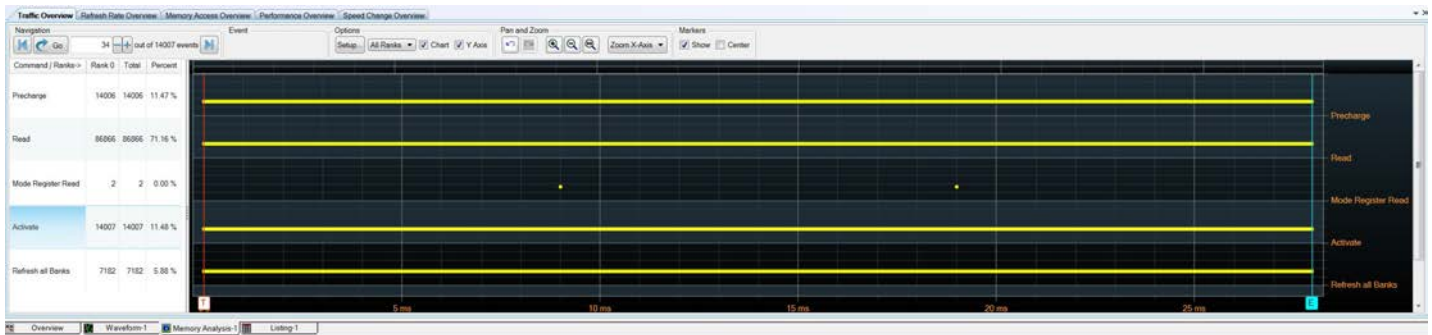 Traffic Overview Refresh Rate Overview Memory Access Overview Performance Overview Speed Change Overview
Navigation Event Options Pan and Zoom Markers
Go 34 out of 14007 events Setup... All Ranks Chart Y Axis Zoom X-Axis Show Center
Command / Ranks-> Rank 0 Total Percent
Precharge 14006 14006 11.47 %
Precharge
Read 86866 86866 71.16 %
Read
Mode Register Read 2 2 0.00 %
Mode Register Read
Activate 14007 14007 11.48 %
Activate
Refresh all Banks 7182 7182 5.88 %
Refresh all Banks
T 5 ms 10 ms 15 ms 20 ms 25 ms E
Overview Waveform-1 Memory Analysis-1 Listing-1